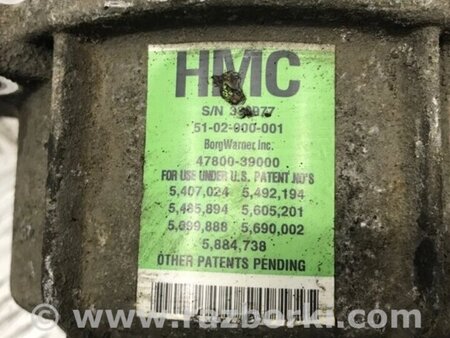 HMC
S/N
51-02-900-001
BorgWarner, Inc.
47800-39000
FOR USE UNDER U.S. PATENT NO'S
5,407,024 5,492,194
5,485,894 5,605,201
5,699,888 5,690,002
5,884,738
OTHER PATENTS PENDING
www.razborki.com